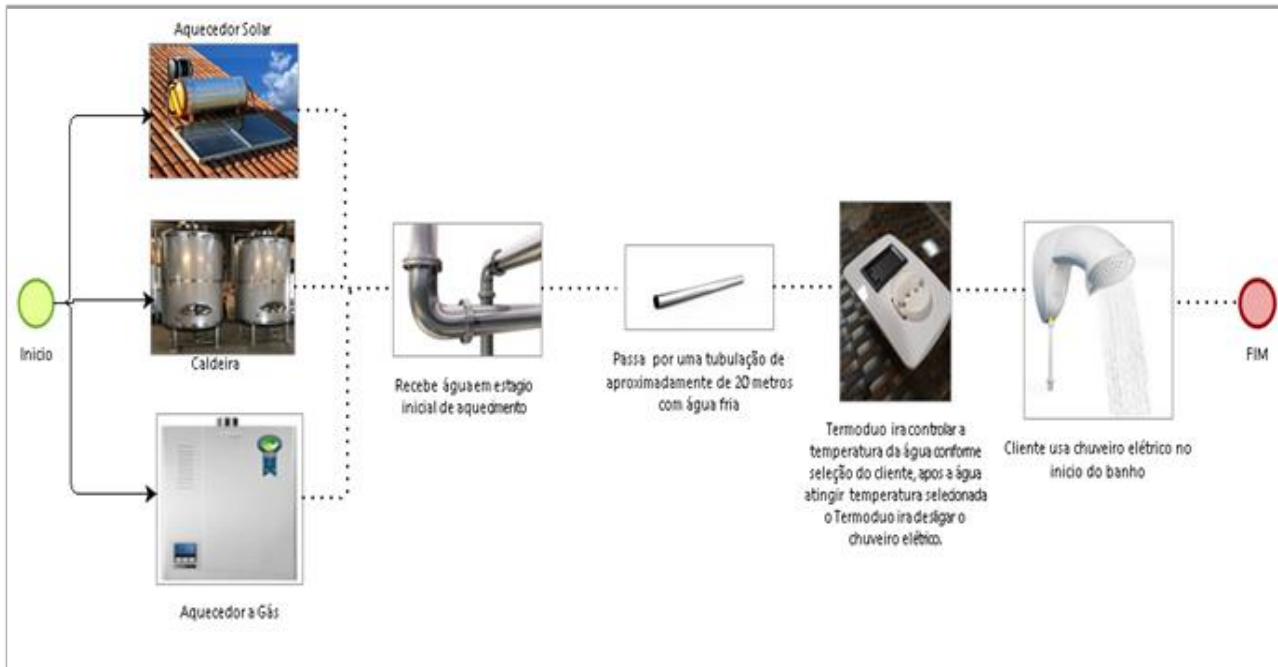 Aquecedor Solar
Caldeira
Aquecedor a Gás
Inicio
Recebe água em estagio
inicial de aquecimento
Passa por uma tubulação de
aproximadamente de 20 metros
com água fria
Termoduo ira controlar a
temperatura da água conforme
seleção do cliente, apos a água
atingir temperatura selecionada
o Termoduo ira desligar o
chuveiro elétrico.
Cliente usa chuveiro elétrico no
inicio do banho
FIM